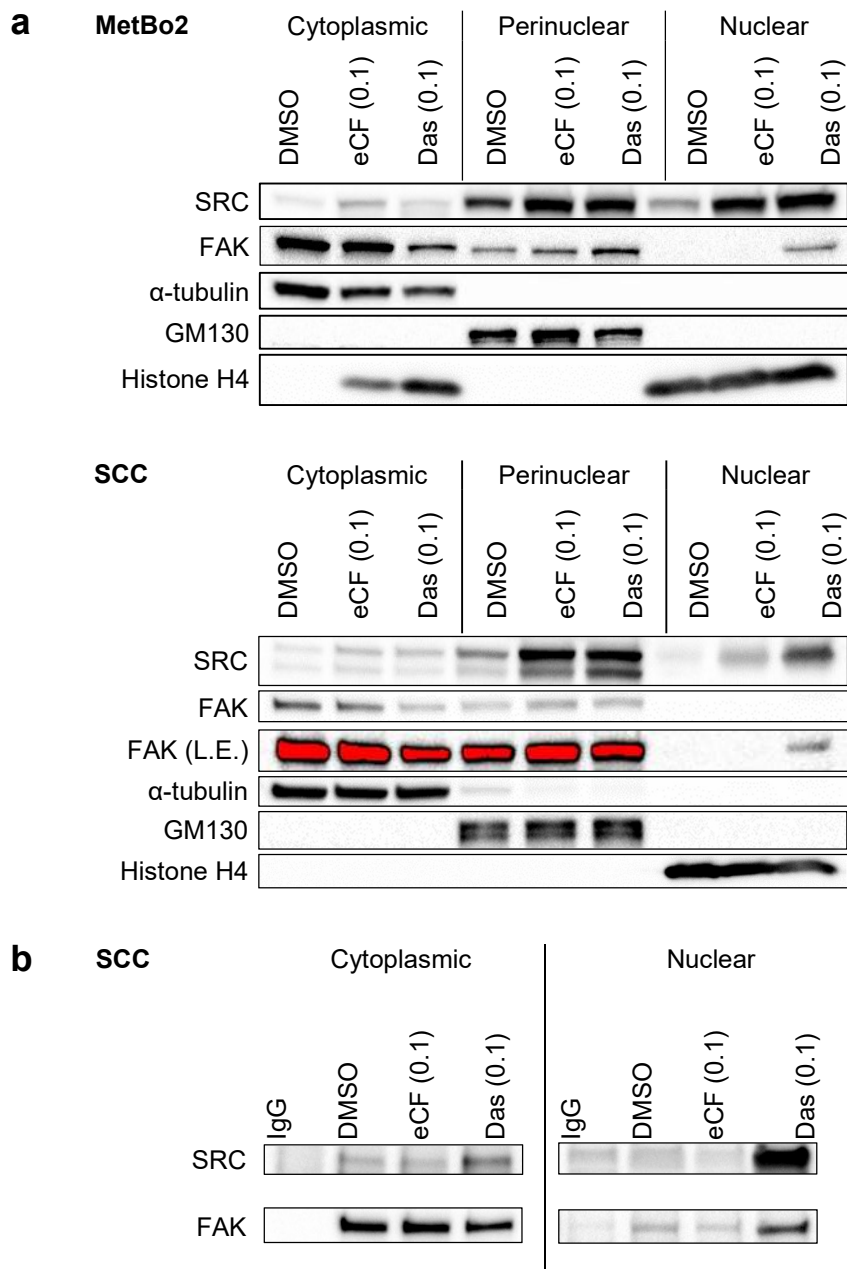 a MetBo2 Cytoplasmic Perinuclear Nuclear
DMSO eCF (0.1) Das (0.1) DMSO eCF (0.1) Das (0.1) DMSO eCF (0.1) Das (0.1)
SRC
FAK
α-tubulin
GM130
Histone H4
SCC Cytoplasmic Perinuclear Nuclear
DMSO eCF (0.1) Das (0.1) DMSO eCF (0.1) Das (0.1) DMSO eCF (0.1) Das (0.1)
SRC
FAK
FAK (L.E.)
α-tubulin
GM130
Histone H4
b SCC Cytoplasmic Nuclear
IgG DMSO eCF (0.1) Das (0.1) IgG DMSO eCF (0.1) Das (0.1)
SRC
FAK